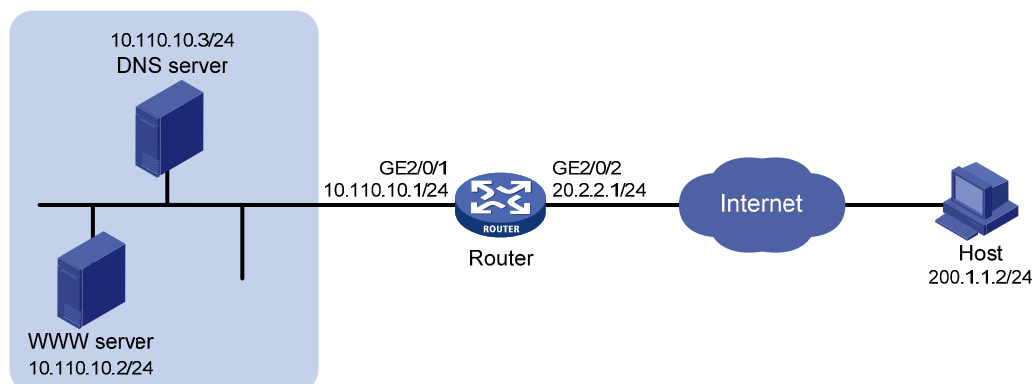 10.110.10.3/24
DNS server
GE2/0/1
10.110.10.1/24
GE2/0/2
20.2.2.1/24
ROUTER
Router
Internet
Host
200.1.1.2/24
WWW server
10.110.10.2/24